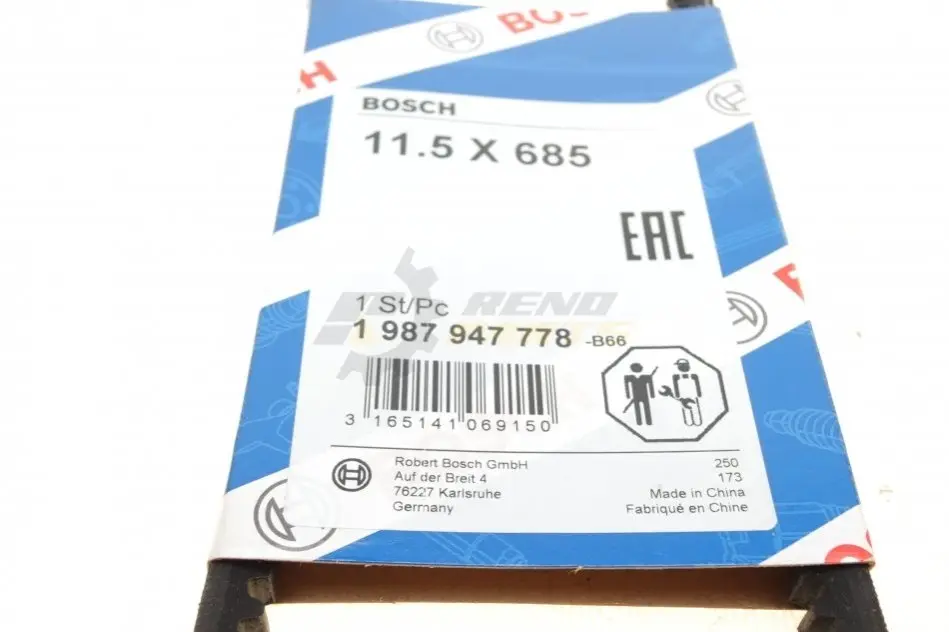 BOSCH
BOSCH
11.5 X 685
EAC
RENO
1 St/Pc
1 987 947 778 -B66
3 165141 069150
Robert Bosch GmbH
Auf der Breit 4
76227 Karlsruhe
Germany
250
173
Made in China
Fabriqué en Chine